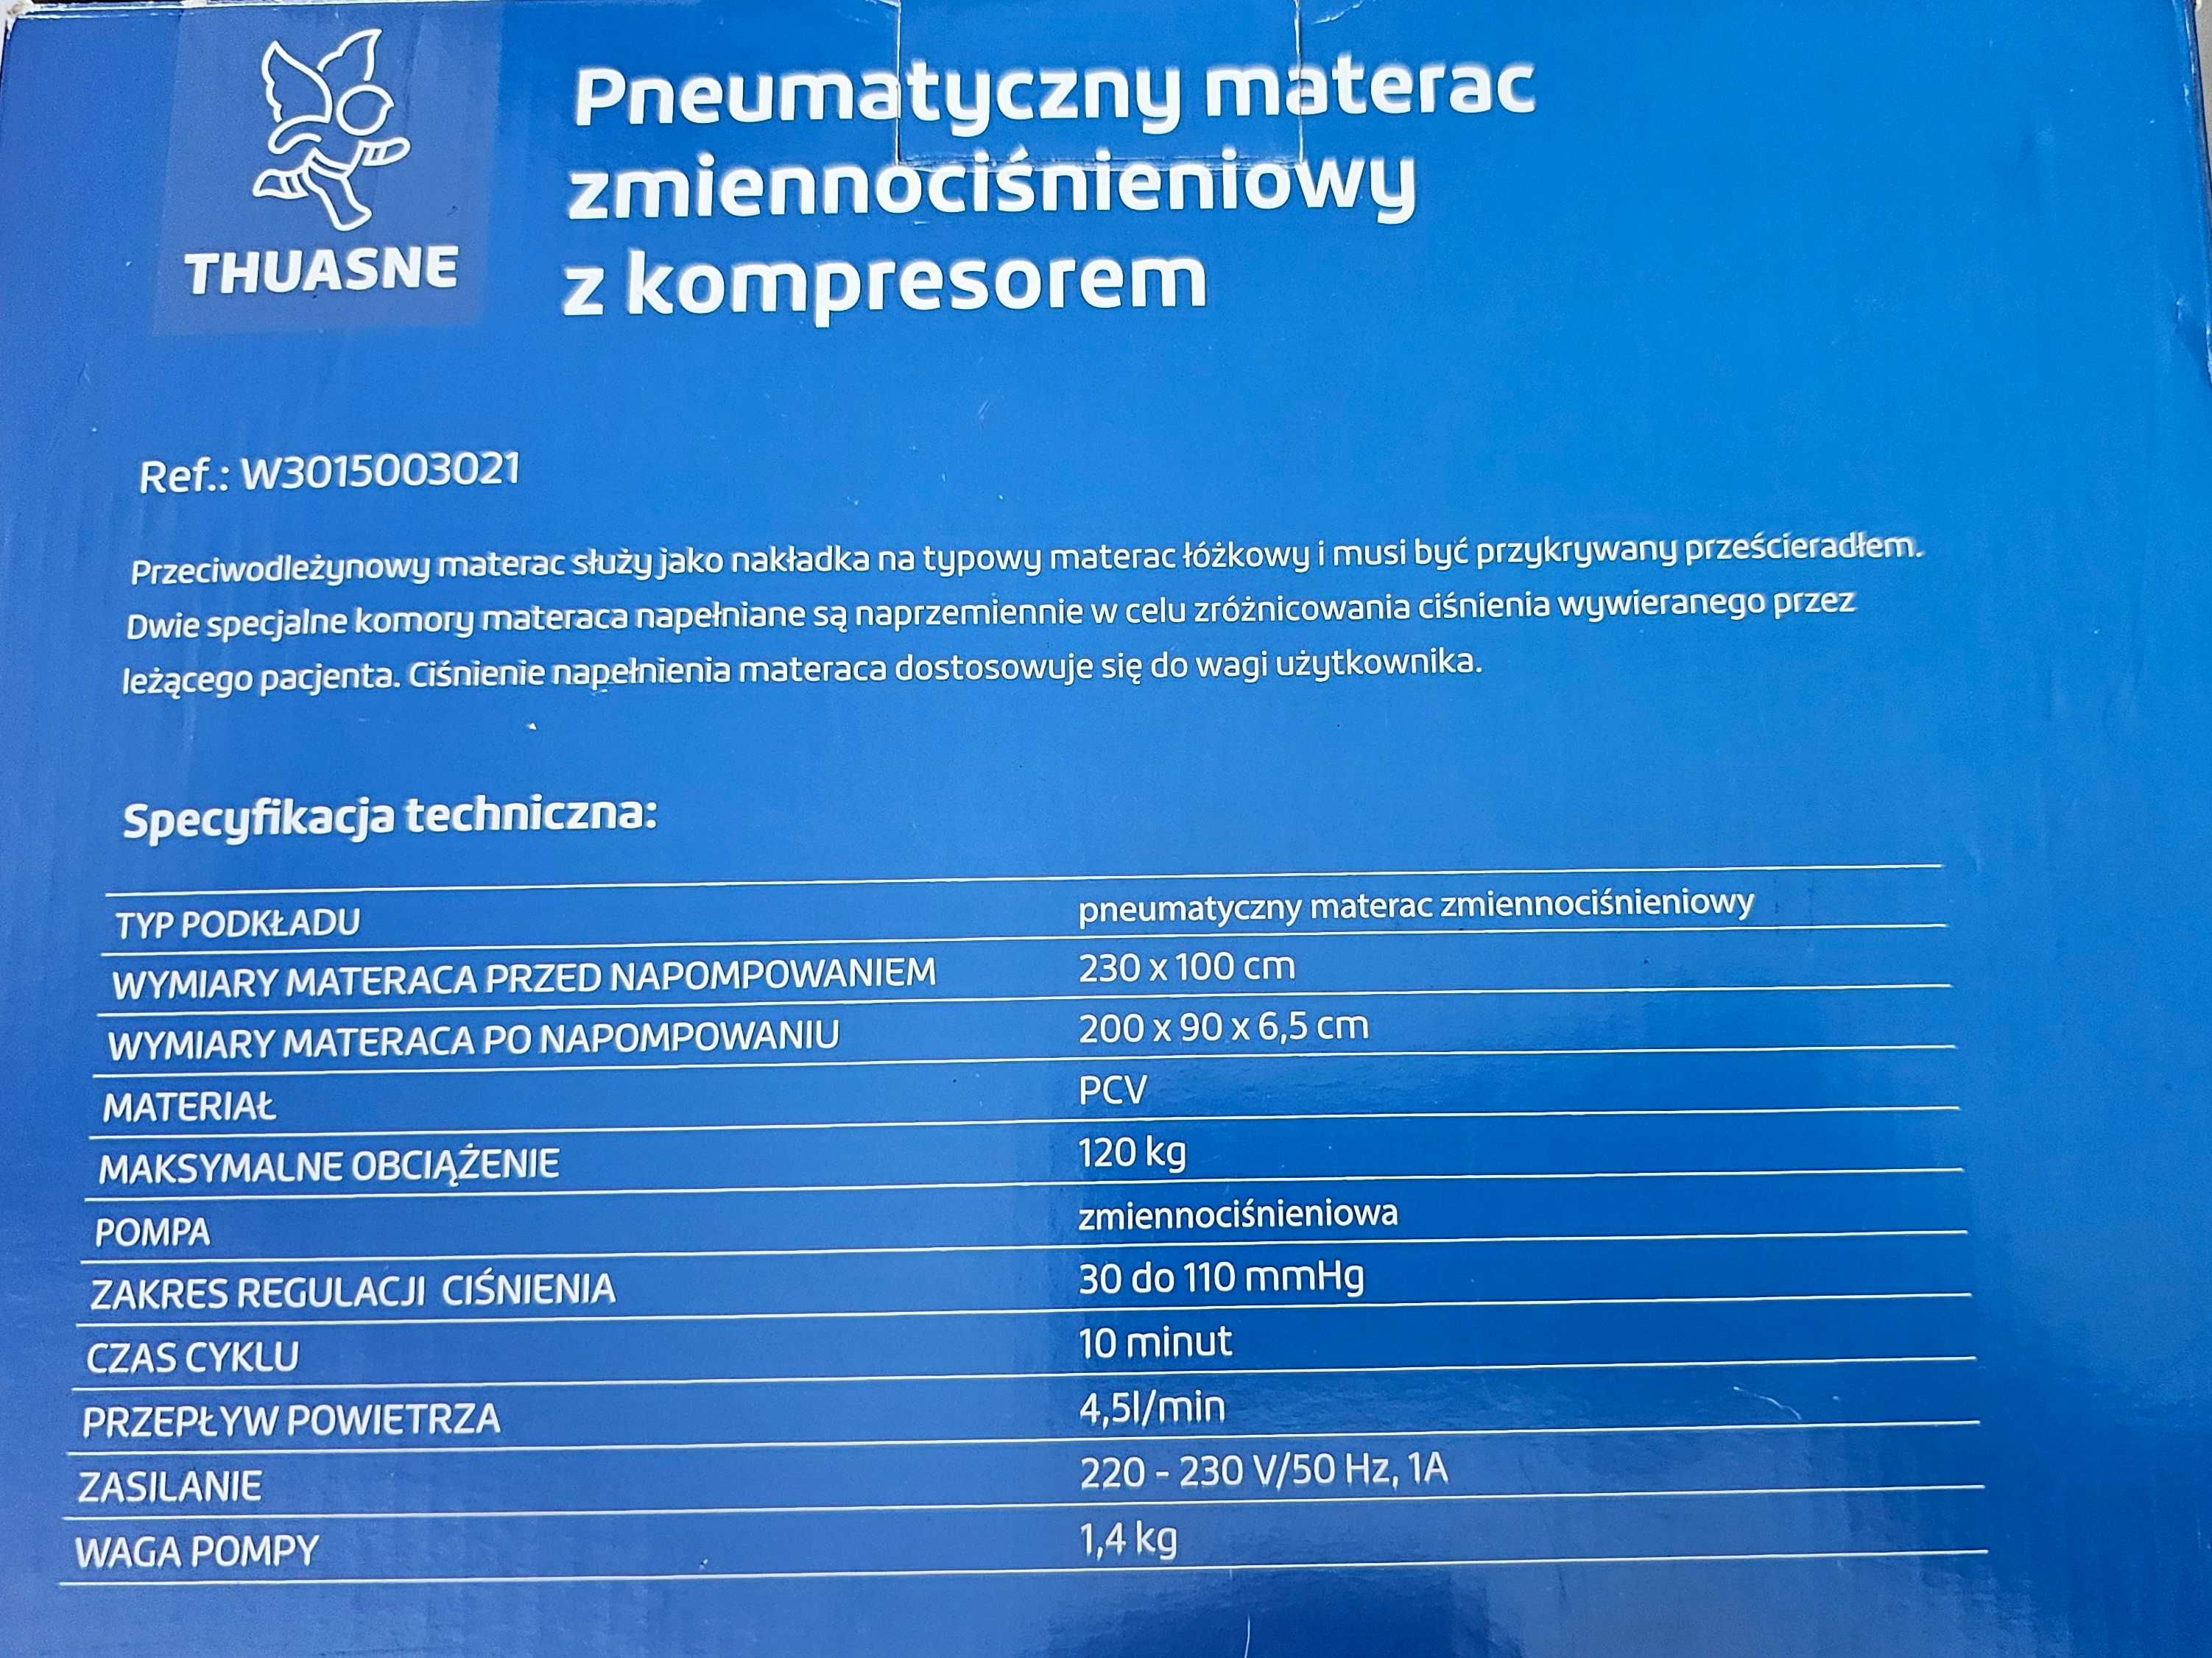 THUASNE
Pneumatyczny materac
zmiennociśnieniowy
z kompresorem
Ref.: W3015003021
Przeciwodleżynowy materac służy jako nakładka na typowy materac łóżkowy i musi być przykrywany prześcieradłem.
Dwie specjalne komory materaca napełniane są naprzemiennie w celu zróżnicowania ciśnienia wywieranego przez
leżącego pacjenta. Ciśnienie napełnienia materaca dostosowuje się do wagi użytkownika.
Specyfikacja techniczna:
TYP PODKŁADU pneumatyczny materac zmiennociśnieniowy
WYMIARY MATERACA PRZED NAPOMPOWANIEM 230 x 100 cm
WYMIARY MATERACA PO NAPOMPOWANIU 200 x 90 x 6,5 cm
MATERIAŁ PCV
MAKSYMALNE OBCIĄŻENIE 120 kg
POMPA zmiennociśnieniowa
ZAKRES REGULACJI CIŚNIENIA 30 do 110 mmHg
CZAS CYKLU 10 minut
PRZEPŁYW POWIETRZA 4,5l/min
ZASILANIE 220 - 230 V/50 Hz, 1A
WAGA POMPY 1,4 kg